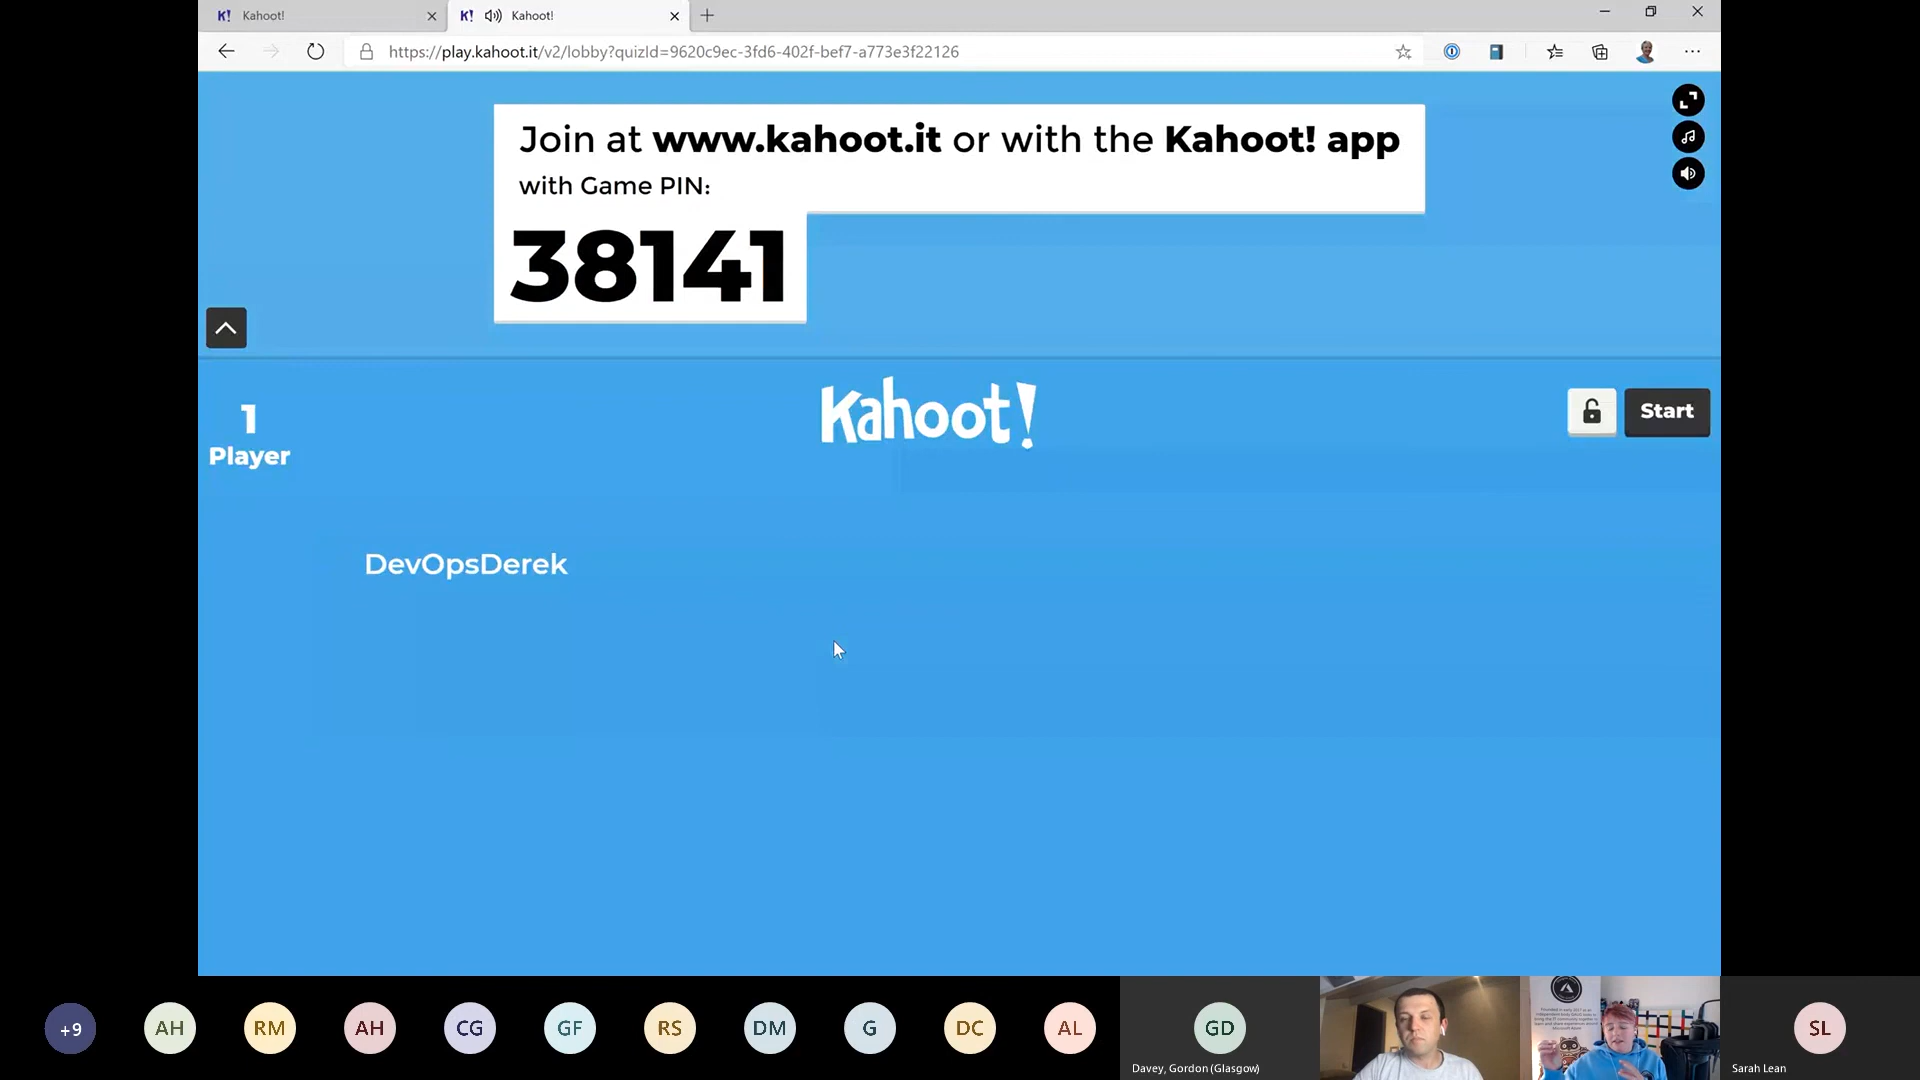 Kahoot!
Kahoot!
https://play.kahoot.it/v2/lobby?quizId=9620c9ec-3fd6-402f-bef7-a773e3f22126
Join at www.kahoot.it or with the Kahoot! app
with Game PIN:
38141
1
Player
Kahoot!
Start
DevOpsDerek
+9
AH
RM
AH
CG
GF
RS
DM
G
DC
AL
GD
SL
Davey, Gordon (Glasgow)
Sarah Lean